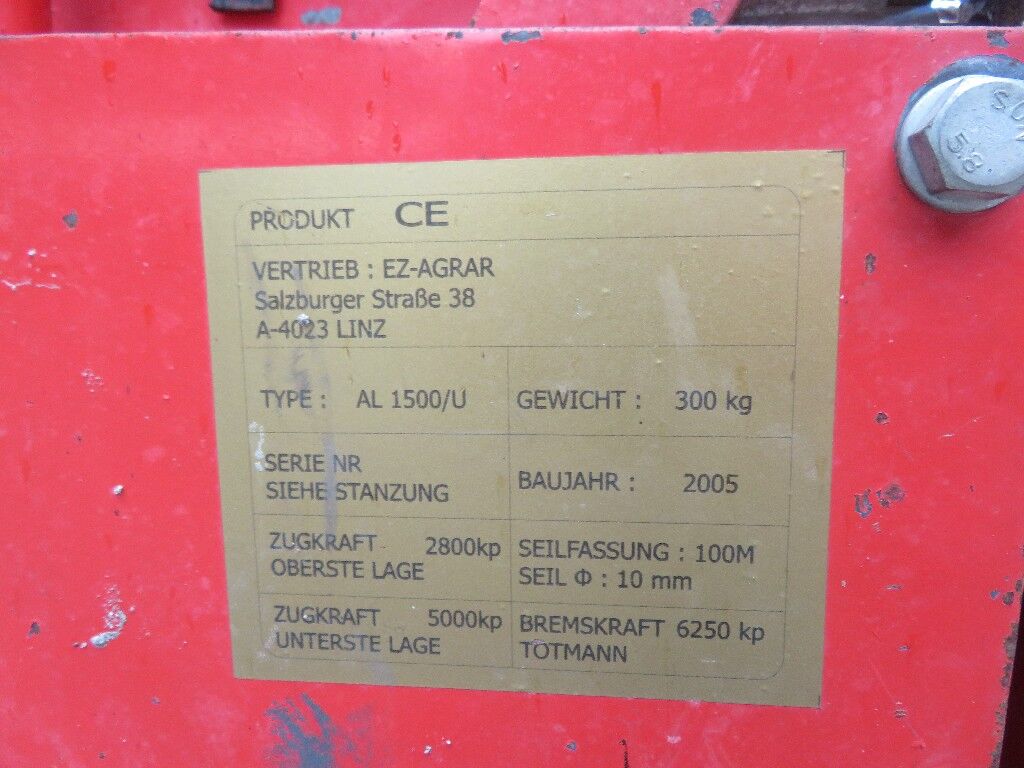 PRODUKT CE
VERTRIEB : EZ-AGRAR
Salzburger Straße 38
A-4023 LINZ
TYPE : AL 1500/U
GEWICHT : 300 kg
SERIE NR
SIEHE STANZUNG
BAUJAHR : 2005
ZUGKRAFT 2800kp
OBERSTE LAGE
SEILFASSUNG : 100M
SEIL Φ : 10 mm
ZUGKRAFT 5000kp
UNTERSTE LAGE
BREMSKRAFT 6250 kp
TOTMANN
5.8